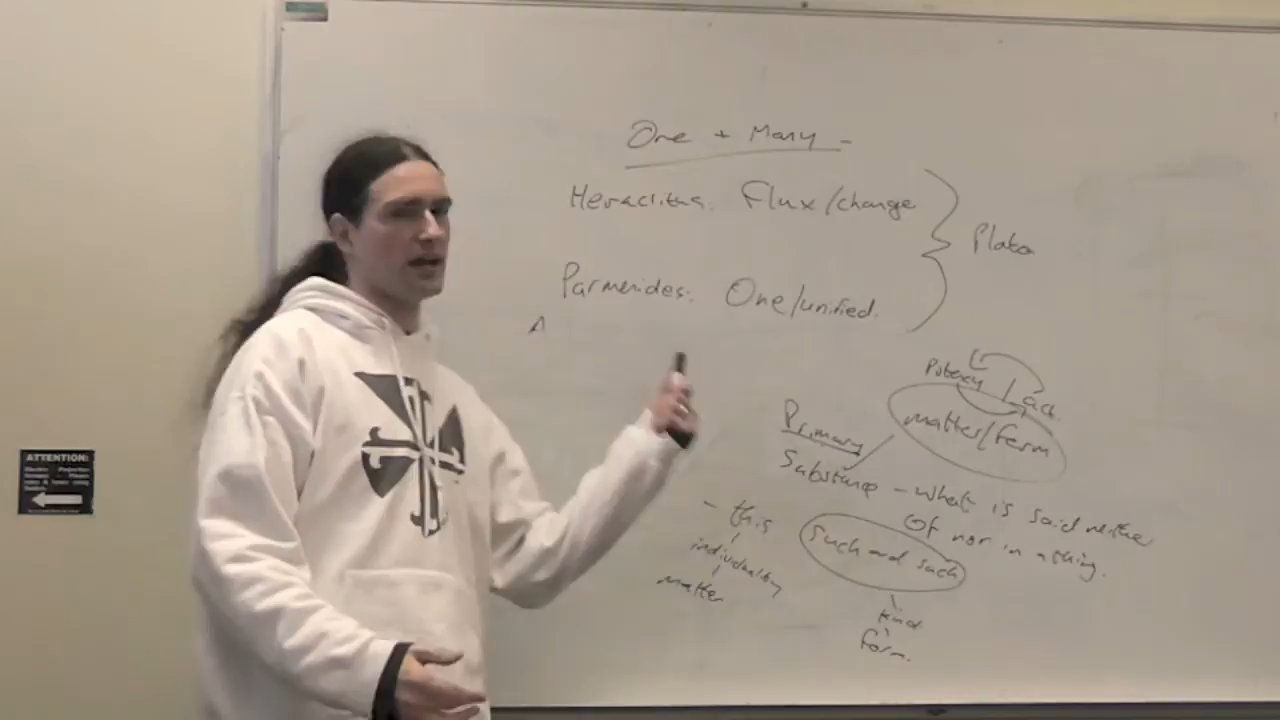 One + Many -
Heraclitus: Flux/change
Plato
Parmenides: One/unified.
A
Potency / act.
matter/form
Primary
Substance - what is said neither
of nor in a thing.
- this
such and such
individuality
matter
kind
form.
ATTENTION: